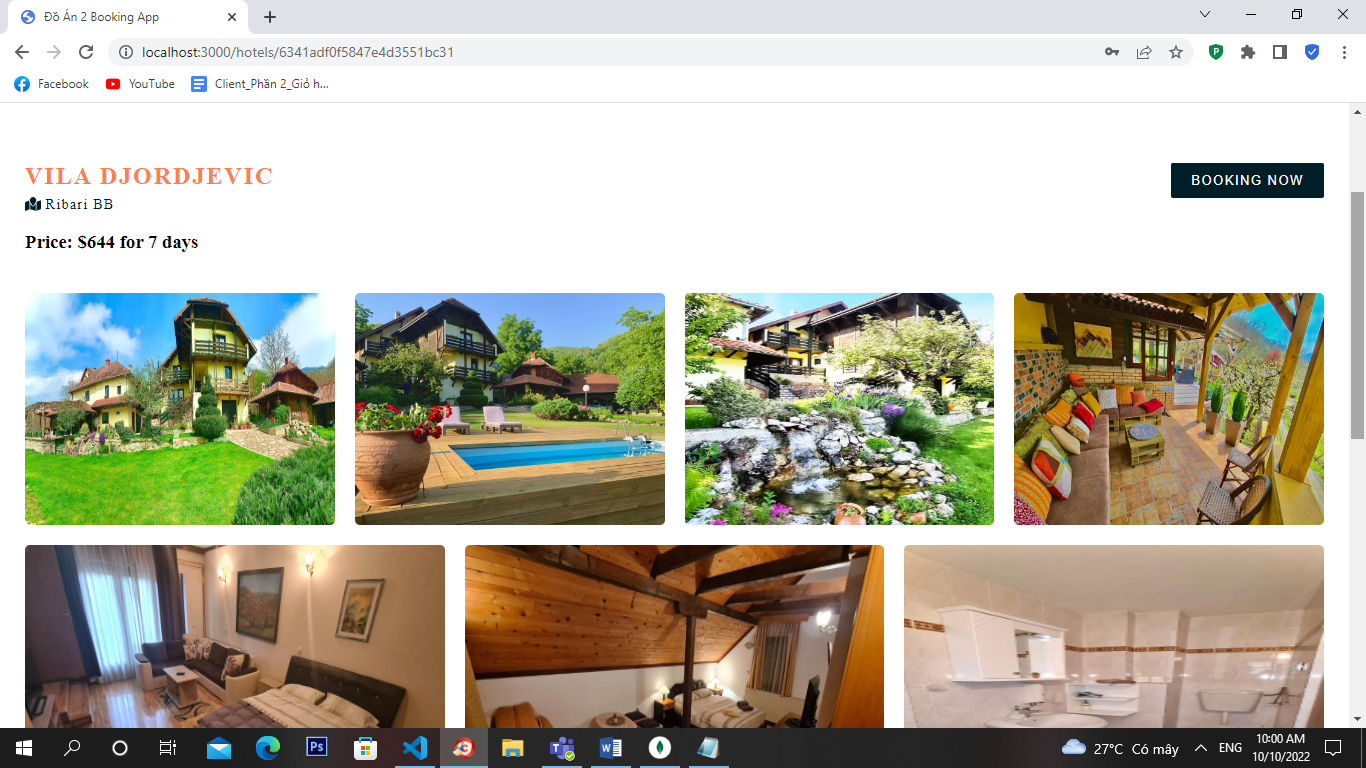 Đồ Án 2 Booking App
localhost:3000/hotels/6341adf0f5847e4d3551bc31
Facebook
YouTube
Client_Phần 2_Giỏ h...
VILA DJORDJEVIC
BOOKING NOW
Ribari BB
Price: $644 for 7 days
Ps
27°C Có mây
ENG
10:00 AM
10/10/2022